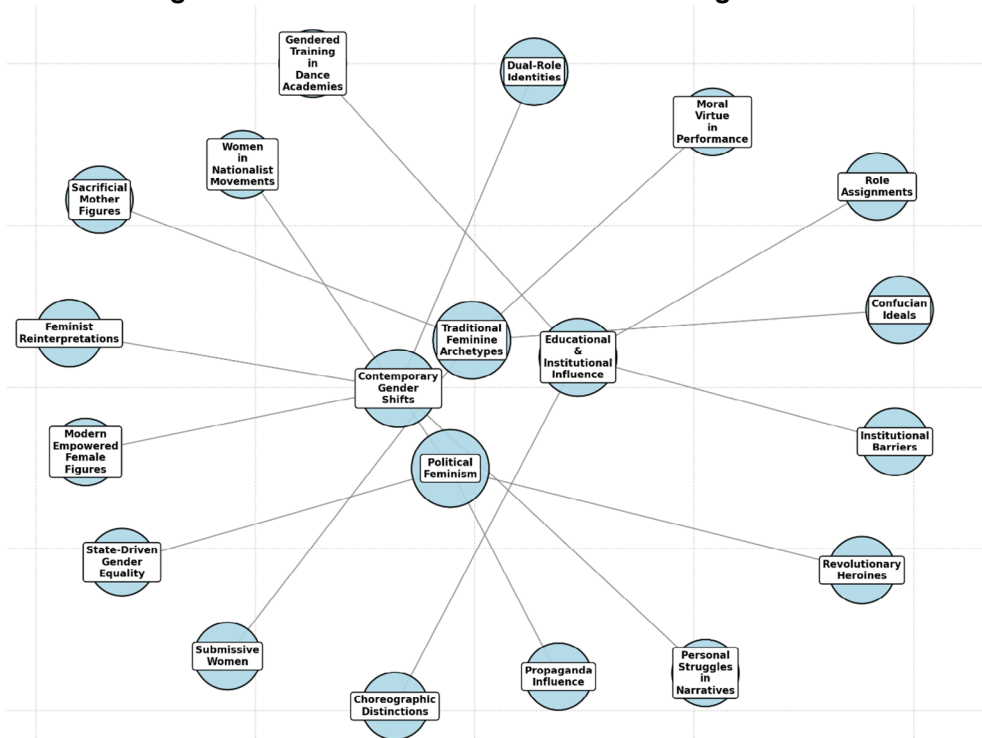 Gendered
Training
in
Dance
Academies
Dual-Role
Identities
Moral
Virtue
in
Performance
Women
in
Nationalist
Movements
Role
Assignments
Sacrificial
Mother
Figures
Confucian
Ideals
Feminist
Reinterpretations
Traditional
Feminine
Archetypes
Educational
&
Institutional
Influence
Contemporary
Gender
Shifts
Modern
Empowered
Female
Figures
Institutional
Barriers
Political
Feminism
State-Driven
Gender
Equality
Revolutionary
Heroines
Submissive
Women
Choreographic
Distinctions
Propaganda
Influence
Personal
Struggles
in
Narratives